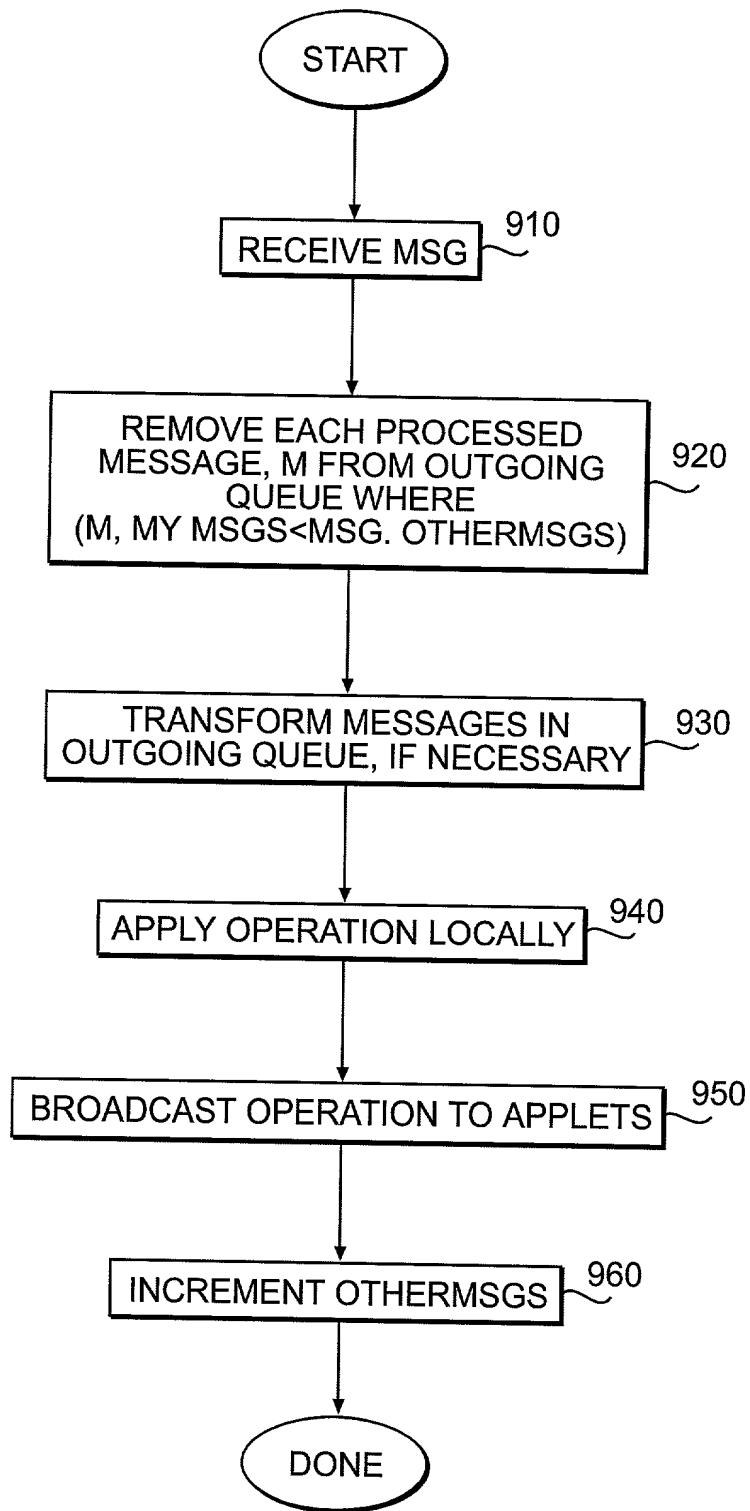 START
RECEIVE MSG
910
REMOVE EACH PROCESSED
MESSAGE, M FROM OUTGOING
QUEUE WHERE
(M, MY MSGS<MSG. OTHERMSGS)
920
TRANSFORM MESSAGES IN
OUTGOING QUEUE, IF NECESSARY
930
APPLY OPERATION LOCALLY
940
BROADCAST OPERATION TO APPLETS
950
INCREMENT OTHERMSGS
960
DONE